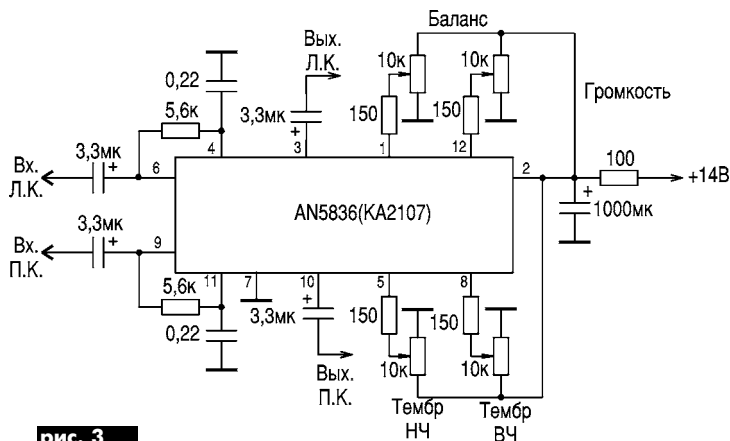 Баланс
Вых.
Л.К.
10к
10к
0,22
Громкость
5,6к
3,3мк
150
150
3,3мк
+
+
4
3
1
12
100
Вх.
Л.К.
6
2
+14В
AN5836(KA2107)
+
1000мк
3,3мк
+
Вх.
П.К.
9
11
7
10
5
8
5,6к
+
0,22
3,3мк
150
150
10к
10к
Вых.
П.К.
Тембр
НЧ
Тембр
ВЧ
рис. 3